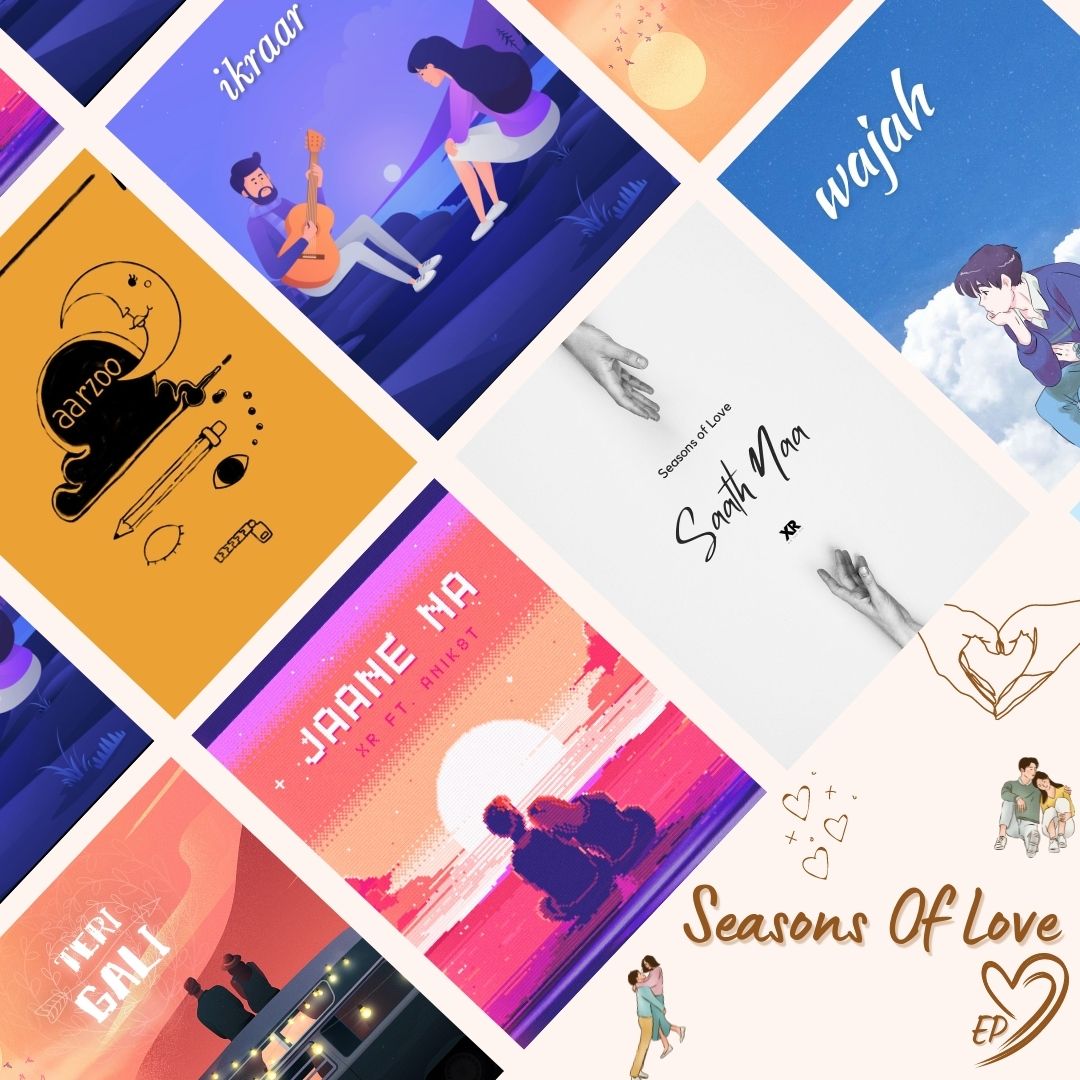 ikraar
wajah
aarzoo
Seasons of Love
Saath Naa
XR
JAANE NA
XR FT. ANIK8T
TERI
GALI
Seasons Of Love
EP